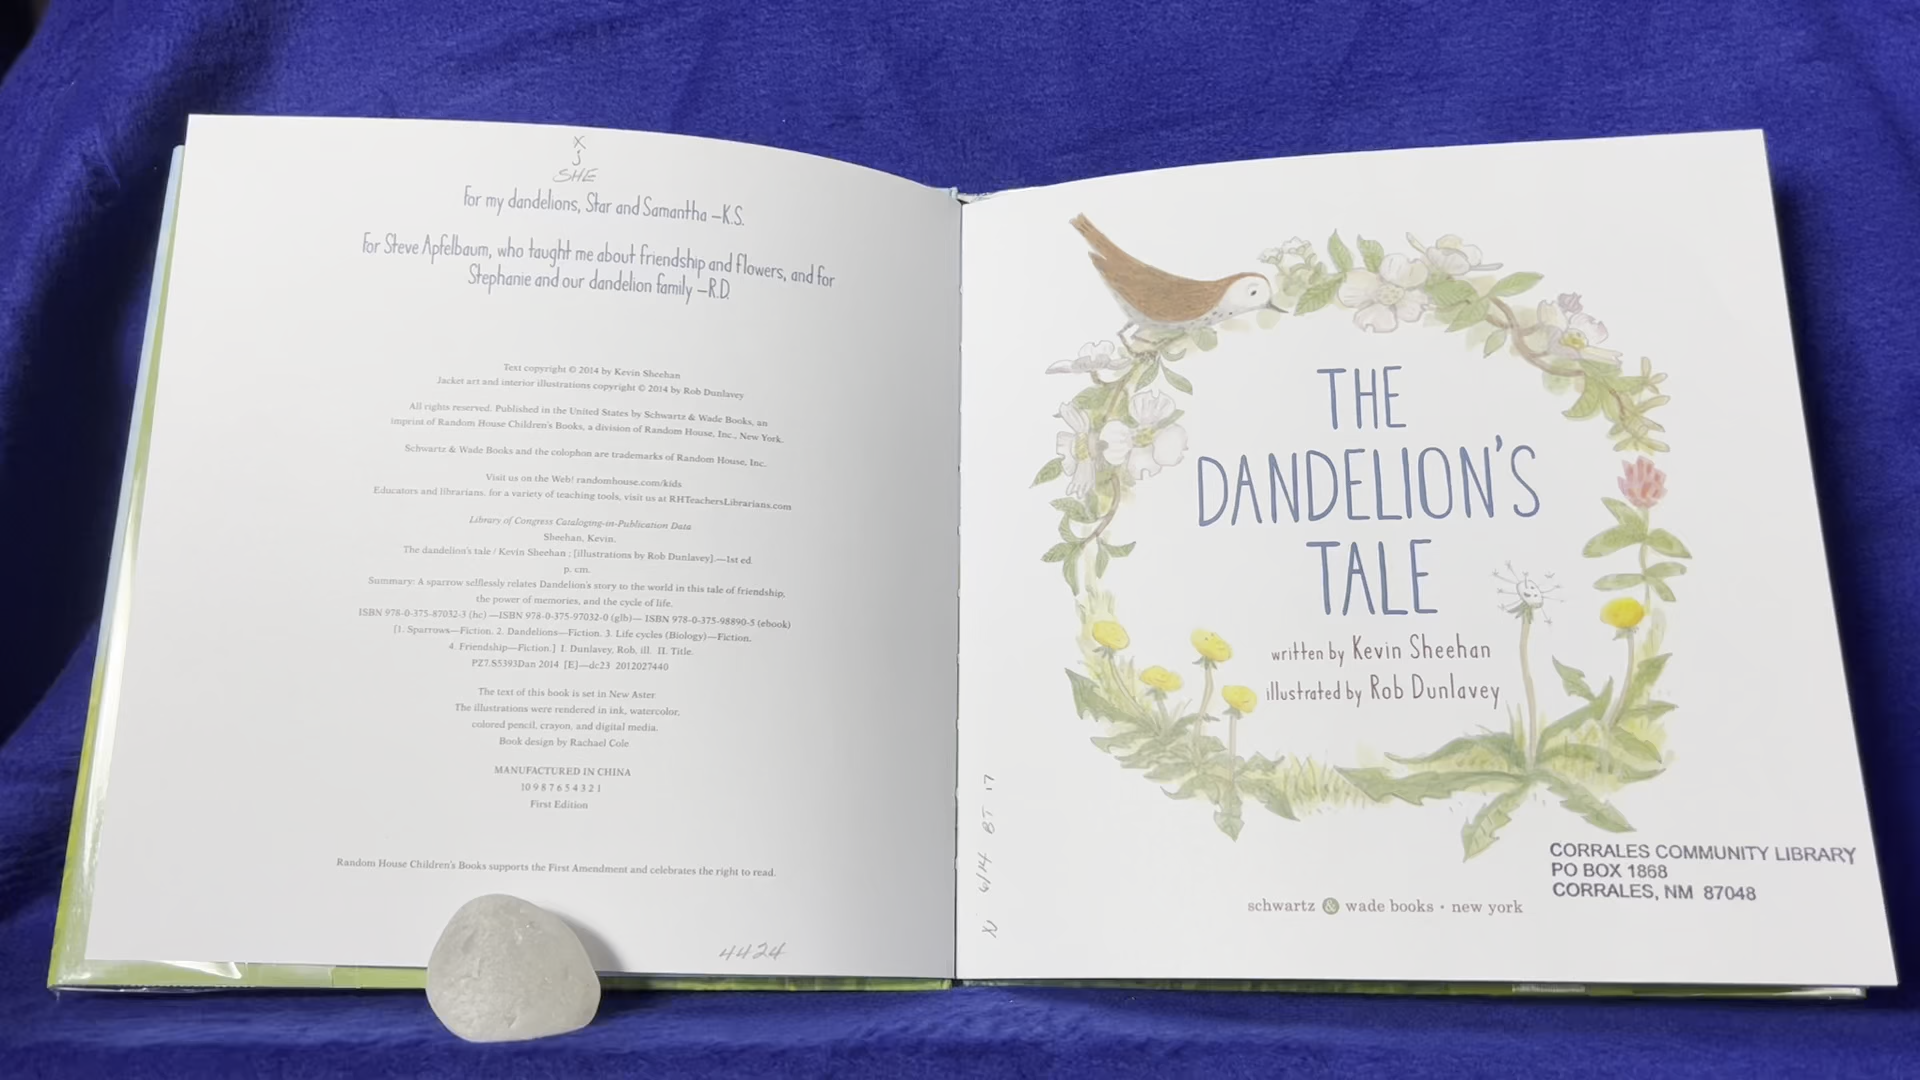 X
J
SHE
For my dandelions, Star and Samantha —K.S.
For Steve Apfelbaum, who taught me about friendship and flowers, and for
Stephanie and our dandelion family —R.D.
Text copyright © 2014 by Kevin Sheehan
Jacket art and interior illustrations copyright © 2014 by Rob Dunlavey
All rights reserved. Published in the United States by Schwartz & Wade Books, an
imprint of Random House Children's Books, a division of Random House, Inc., New York.
Schwartz & Wade Books and the colophon are trademarks of Random House, Inc.
Visit us on the Web! randomhouse.com/kids
Educators and librarians, for a variety of teaching tools, visit us at RHTeachersLibrarians.com
Library of Congress Cataloging-in-Publication Data
Sheehan, Kevin.
The dandelion's tale / Kevin Sheehan ; [illustrations by Rob Dunlavey].—1st ed.
p. cm.
Summary: A sparrow selflessly relates Dandelion's story to the world in this tale of friendship,
the power of memories, and the cycle of life.
ISBN 978-0-375-87032-3 (hc) —ISBN 978-0-375-97032-0 (glb)— ISBN 978-0-375-98890-5 (ebook)
[1. Sparrows—Fiction. 2. Dandelions—Fiction. 3. Life cycles (Biology)—Fiction.
4. Friendship—Fiction.] I. Dunlavey, Rob, ill. II. Title.
PZ7.S5393Dan 2014 [E]—dc23 2012027440
The text of this book is set in New Aster
The illustrations were rendered in ink, watercolor,
colored pencil, crayon, and digital media.
Book design by Rachael Cole
MANUFACTURED IN CHINA
10 9 8 7 6 5 4 3 2 1
First Edition
Random House Children's Books supports the First Amendment and celebrates the right to read.
4424
THE
DANDELION'S
TALE
written by Kevin Sheehan
illustrated by Rob Dunlavey
6/14 BT 17
CORRALES COMMUNITY LIBRARY
PO BOX 1868
CORRALES, NM 87048
schwartz & wade books • new york